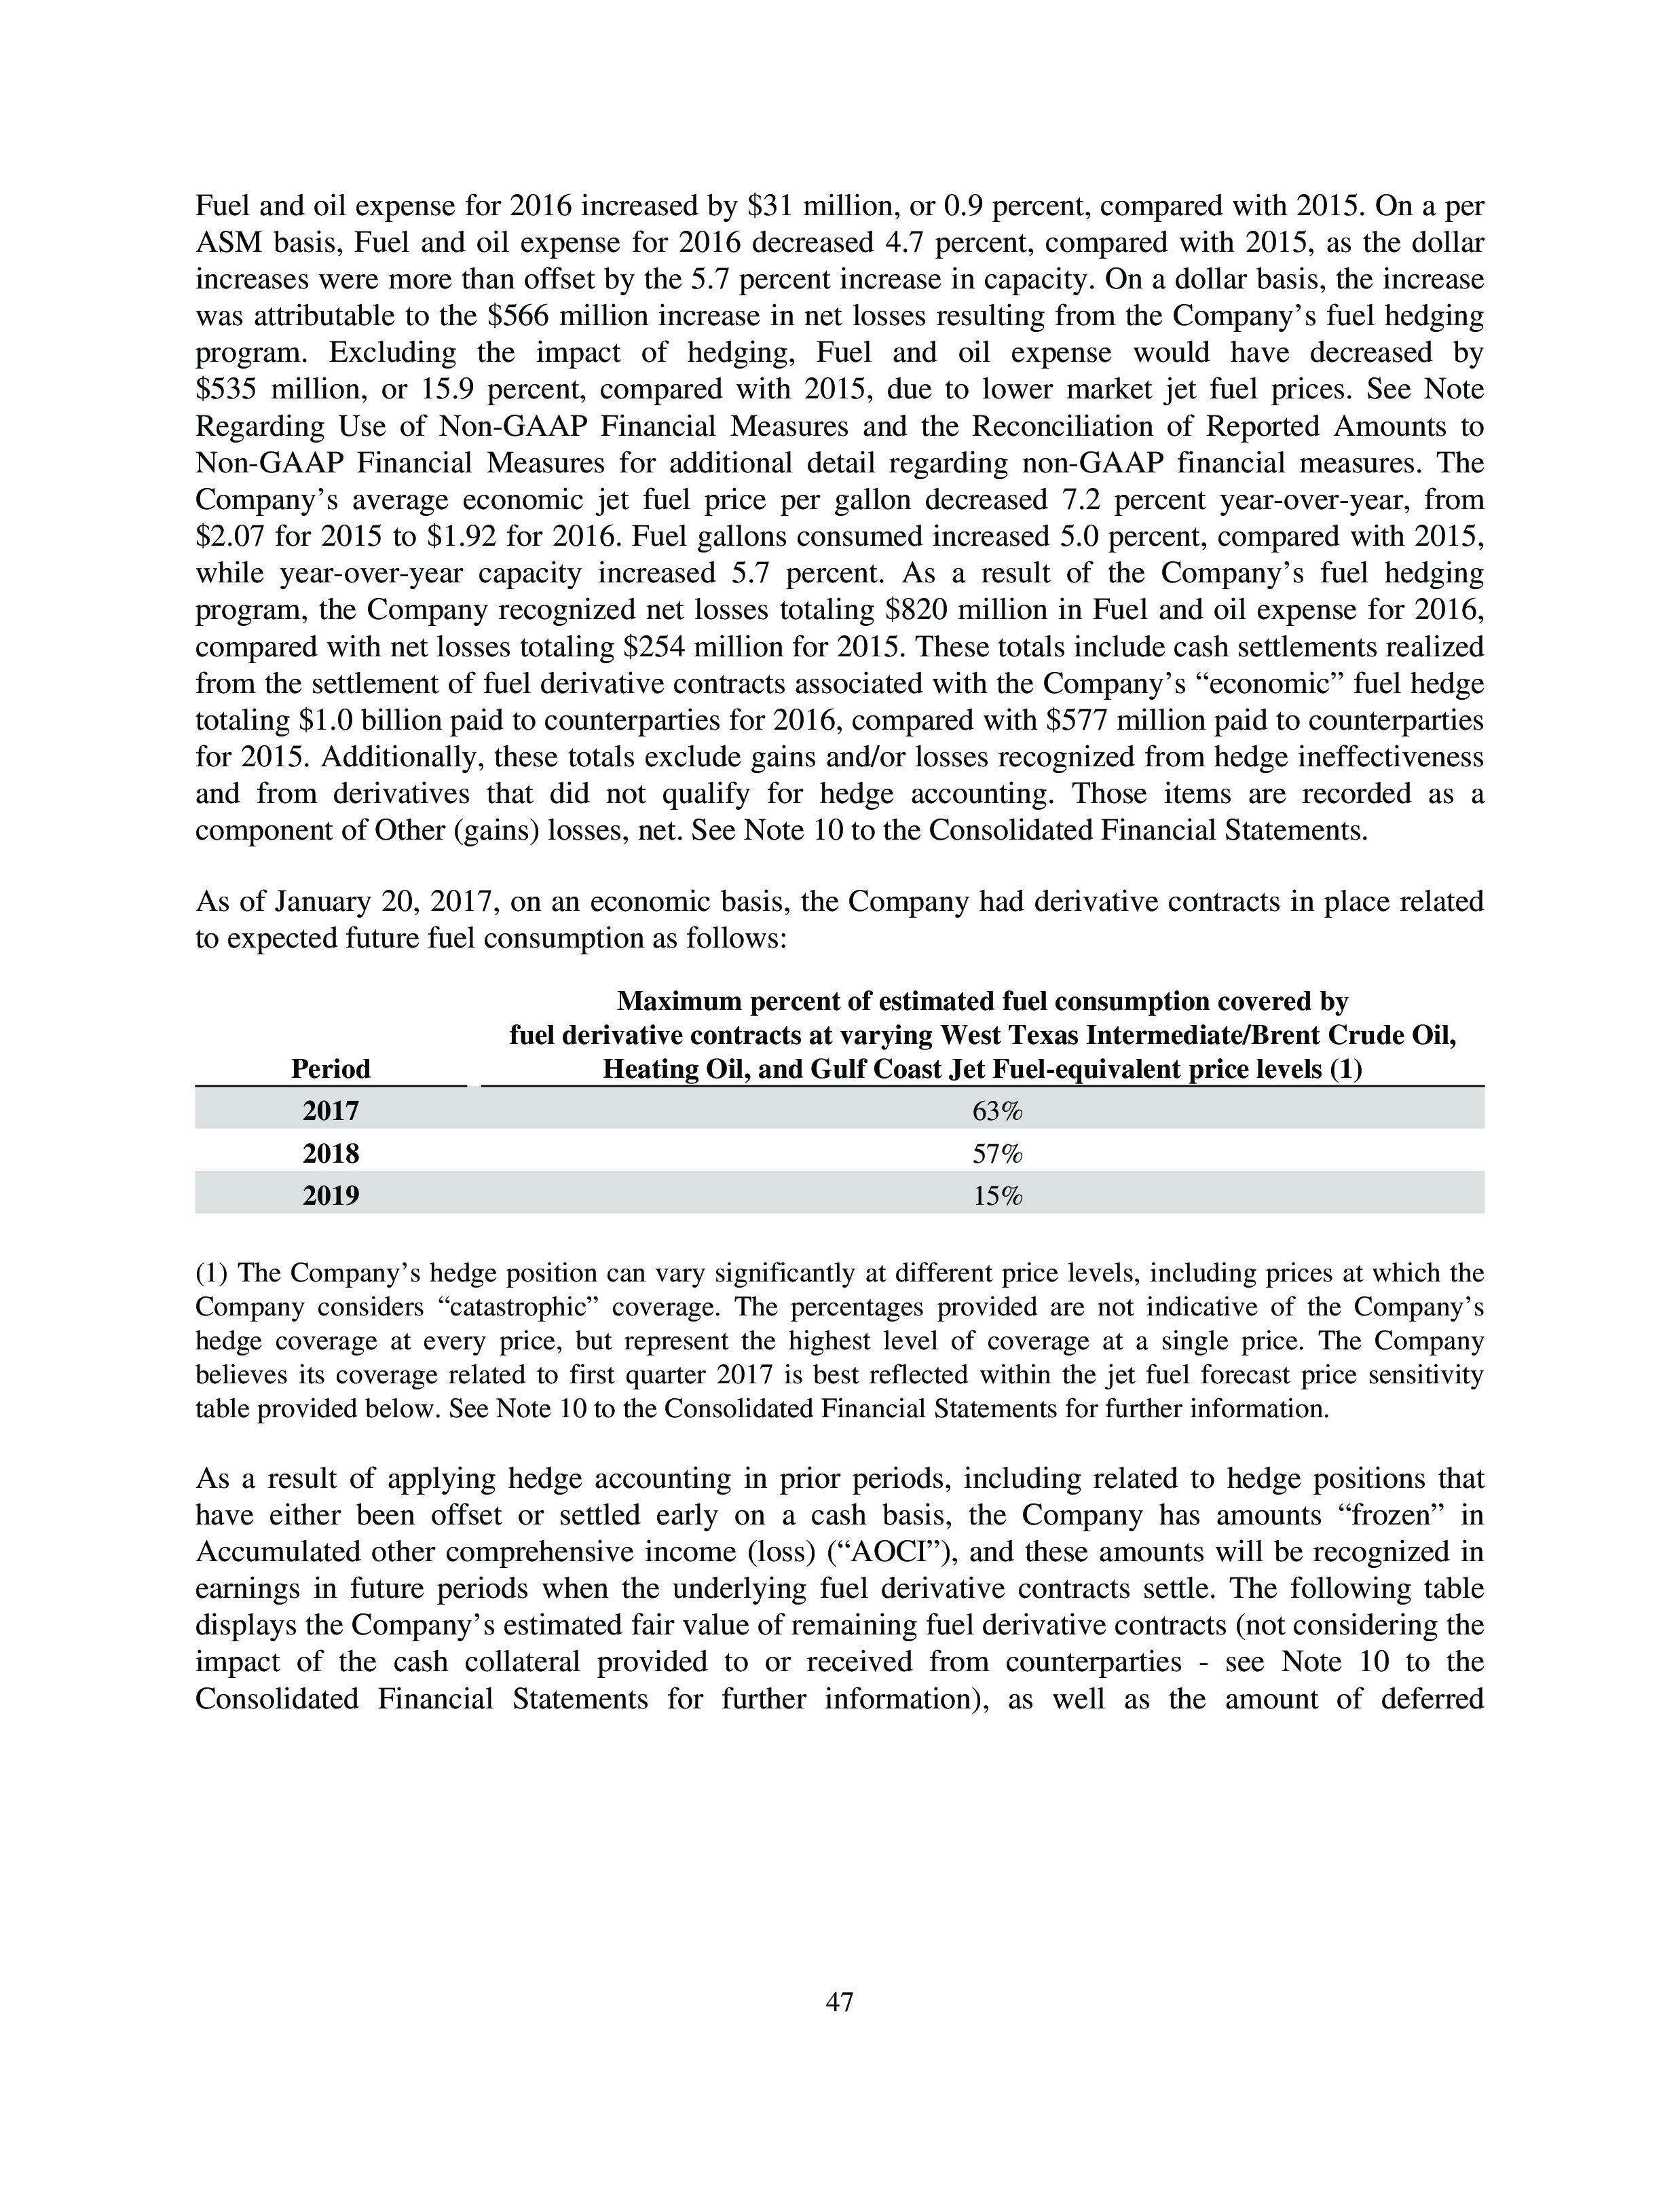 Fuel and oil expense for 2016 increased by $31 million, or 0.9 percent, compared with 2015. On a per
ASM basis, Fuel and oil expense for 2016 decreased 4.7 percent, compared with 2015, as the dollar
increases were more than offset by the 5.7 percent increase in capacity. On a dollar basis, the increase
was attributable to the $566 million increase in net losses resulting from the Company’s fuel hedging
program. Excluding the impact of hedging, Fuel and oil expense would have decreased by
$535 million, or 15.9 percent, compared with 2015, due to lower market jet fuel prices. See Note
Regarding Use of Non-GAAP Financial Measures and the Reconciliation of Reported Amounts to
Non-GAAP Financial Measures for additional detail regarding non-GAAP financial measures. The
Company’s average economic jet fuel price per gallon decreased 7.2 percent year-over-year, from
$2.07 for 2015 to $1.92 for 2016. Fuel gallons consumed increased 5.0 percent, compared with 2015,
while year-over-year capacity increased 5.7 percent. As a result of the Company’s fuel hedging
program, the Company recognized net losses totaling $820 million in Fuel and oil expense for 2016,
compared with net losses totaling $254 million for 2015. These totals include cash settlements realized
from the settlement of fuel derivative contracts associated with the Company’s “economic” fuel hedge
totaling $1.0 billion paid to counterparties for 2016, compared with $577 million paid to counterparties
for 2015. Additionally, these totals exclude gains and/or losses recognized from hedge ineffectiveness
and from derivatives that did not qualify for hedge accounting. Those items are recorded as a
component of Other (gains) losses, net. See Note 10 to the Consolidated Financial Statements.
As of January 20, 2017, on an economic basis, the Company had derivative contracts in place related
to expected future fuel consumption as follows:
Maximum percent of estimated fuel consumption covered by
fuel derivative contracts at varying West Texas Intermediate/Brent Crude Oil,
Period Heating Oil, and Gulf Coast Jet Fuel-equivalent price levels (1)
2017 63%
2018 57%
2019 15%
(1) The Company’s hedge position can vary significantly at different price levels, including prices at which the
Company considers “catastrophic” coverage. The percentages provided are not indicative of the Company’s
hedge coverage at every price, but represent the highest level of coverage at a single price. The Company
believes its coverage related to first quarter 2017 is best reflected within the jet fuel forecast price sensitivity
table provided below. See Note 10 to the Consolidated Financial Statements for further information.
As a result of applying hedge accounting in prior periods, including related to hedge positions that
have either been offset or settled early on a cash basis, the Company has amounts “frozen” in
Accumulated other comprehensive income (loss) (“AOCI”), and these amounts will be recognized in
earnings in future periods when the underlying fuel derivative contracts settle. The following table
displays the Company’s estimated fair value of remaining fuel derivative contracts (not considering the
impact of the cash collateral provided to or received from counterparties - see Note 10 to the
Consolidated Financial Statements for further information), as well as the amount of deferred
47